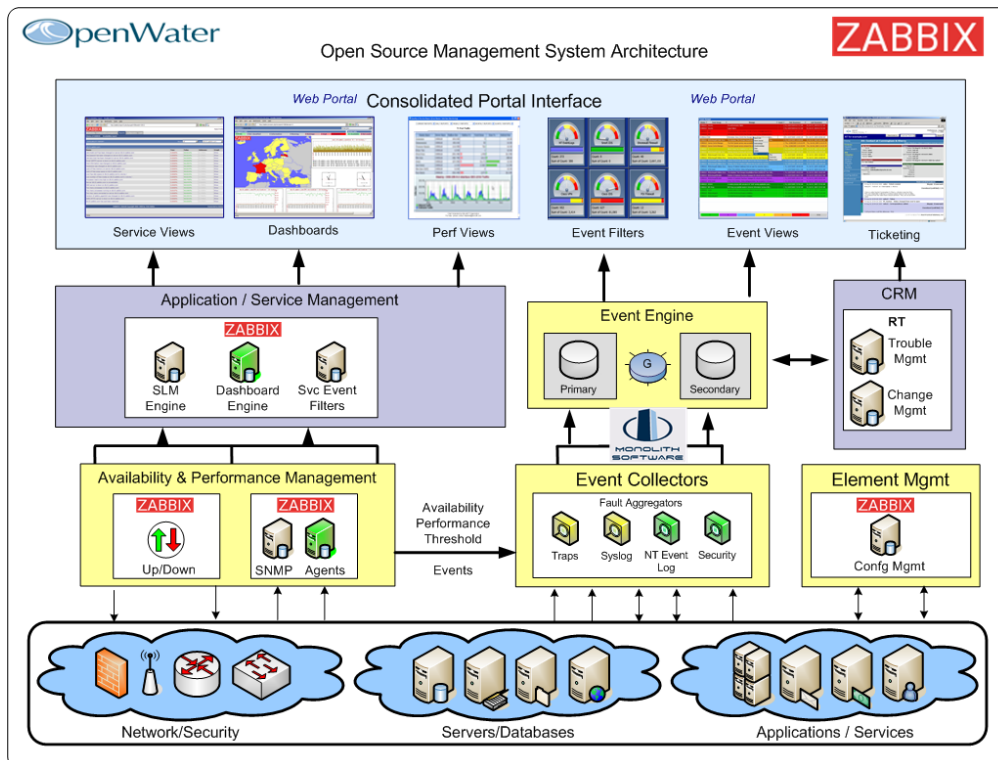 OpenWater
ZABBIX
Open Source Management System Architecture
Web Portal
Consolidated Portal Interface
Web Portal
Service Views
Dashboards
Perf Views
Event Filters
Event Views
Ticketing
Application / Service Management
ZABBIX
SLM
Engine
Dashboard
Engine
Svc Event
Filters
Event Engine
Primary
G
Secondary
CRM
RT
Trouble
Mgmt
Change
Mgmt
MONOLITH
SOFTWARE
Availability & Performance Management
ZABBIX
Up/Down
ZABBIX
SNMP
Agents
Availability
Performance
Threshold
Events
Event Collectors
Fault Aggregators
Traps
Syslog
NT Event
Log
Security
Element Mgmt
ZABBIX
Confg Mgmt
Network/Security
Servers/Databases
Applications / Services